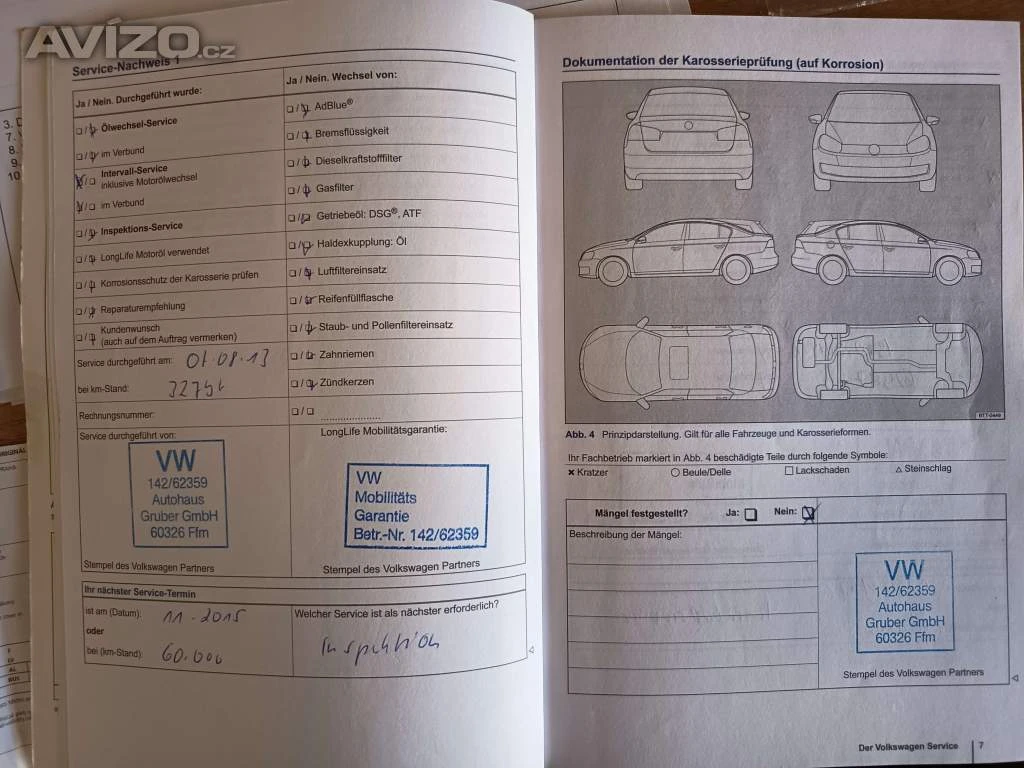 AVÍZO.cz
Service-Nachweis 1
Ja / Nein. Durchgeführt wurde:
Ölwechsel-Service
im Verbund
Intervall-Service
inklusive Motorölwechsel
im Verbund
Inspektions-Service
LongLife Motoröl verwendet
Korrosionsschutz der Karosserie prüfen
Reparaturempfehlung
Kundenwunsch
(auch auf dem Auftrag vermerken)
Service durchgeführt am: 01 08.13
bei km-Stand:
Rechnungsnummer:
Service durchgeführt von:
VW
142/62359
Autohaus
Gruber GmbH
60326 Ffm
Stempel des Volkswagen Partners
Ja / Nein. Wechsel von:
AdBlue®
Bremsflüssigkeit
Dieselkraftstofffilter
Gasfilter
Getriebeöl: DSG®, ATF
Haldexkupplung: Öl
Luftfiltereinsatz
Reifenfüllflasche
Staub- und Pollenfiltereinsatz
Zahnriemen
Zündkerzen
LongLife Mobilitätsgarantie:
VW
Mobilitäts
Garantie
Betr.-Nr. 142/62359
Stempel des Volkswagen Partners
Ihr nächster Service-Termin
ist am (Datum): 11.2015
oder
bei (km-Stand): 60.000
Welcher Service ist als nächster erforderlich?
Inspektion
Dokumentation der Karosserieprüfung (auf Korrosion)
Abb. 4 Prinzipdarstellung. Gilt für alle Fahrzeuge und Karosserieformen.
Ihr Fachbetrieb markiert in Abb. 4 beschädigte Teile durch folgende Symbole:
× Kratzer ○ Beule/Delle □ Lackschaden △ Steinschlag
Mängel festgestellt? Ja: Nein:
Beschreibung der Mängel:
VW
142/62359
Autohaus
Gruber GmbH
60326 Ffm
Stempel des Volkswagen Partners
Der Volkswagen Service 7